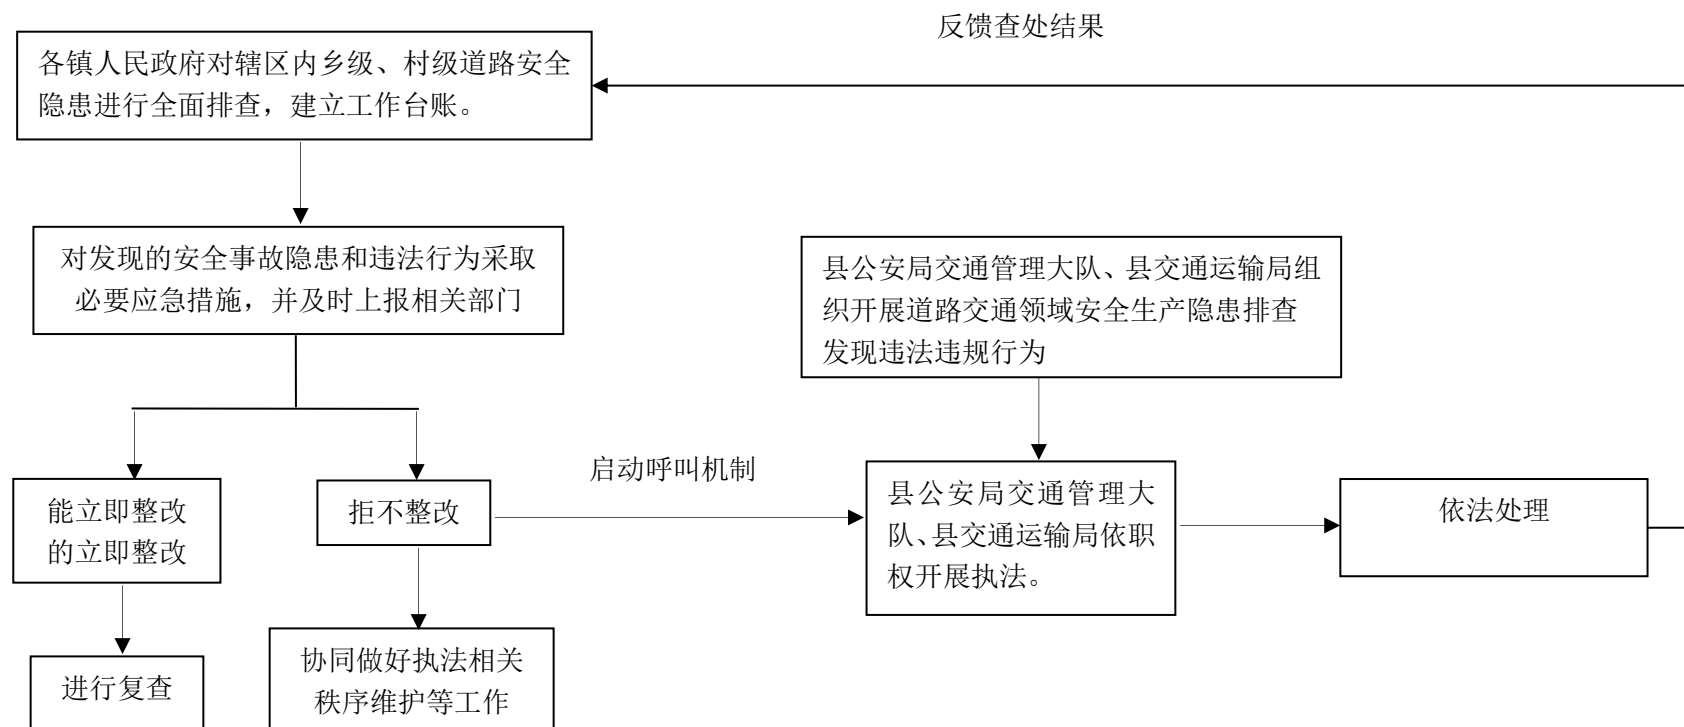 反馈查处结果
各镇人民政府对辖区内乡级、村级道路安全
隐患进行全面排查，建立工作台账。
对发现的安全事故隐患和违法行为采取
必要应急措施，并及时上报相关部门
县公安局交通管理大队、县交通运输局组
织开展道路交通领域安全生产隐患排查
发现违法违规行为
能立即整改
的立即整改
拒不整改
启动呼叫机制
县公安局交通管理大
队、县交通运输局依职
权开展执法。
依法处理
进行复查
协同做好执法相关
秩序维护等工作